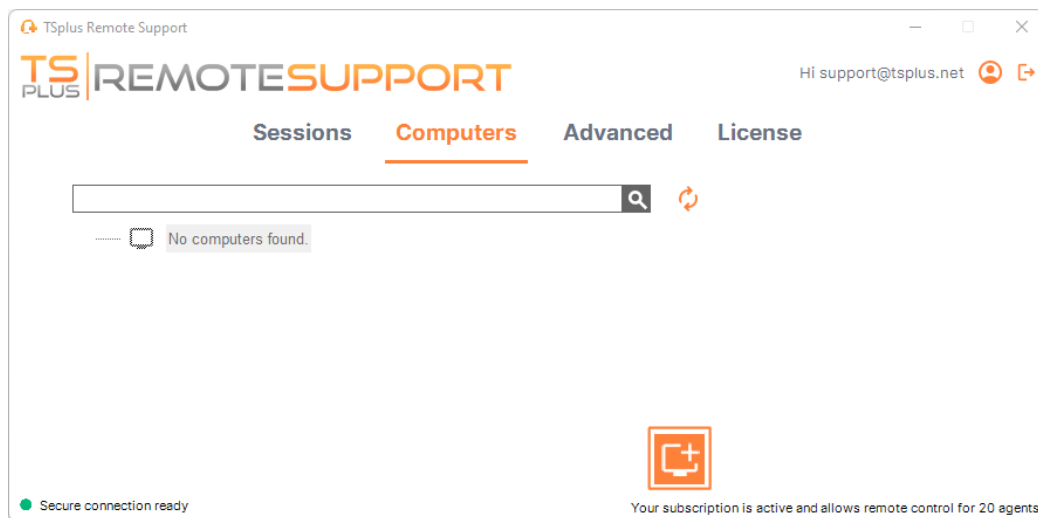 TSplus Remote Support
TS PLUS REMOTESUPPORT
Hi support@tsplus.net
Sessions Computers Advanced License
No computers found.
Secure connection ready
Your subscription is active and allows remote control for 20 agents